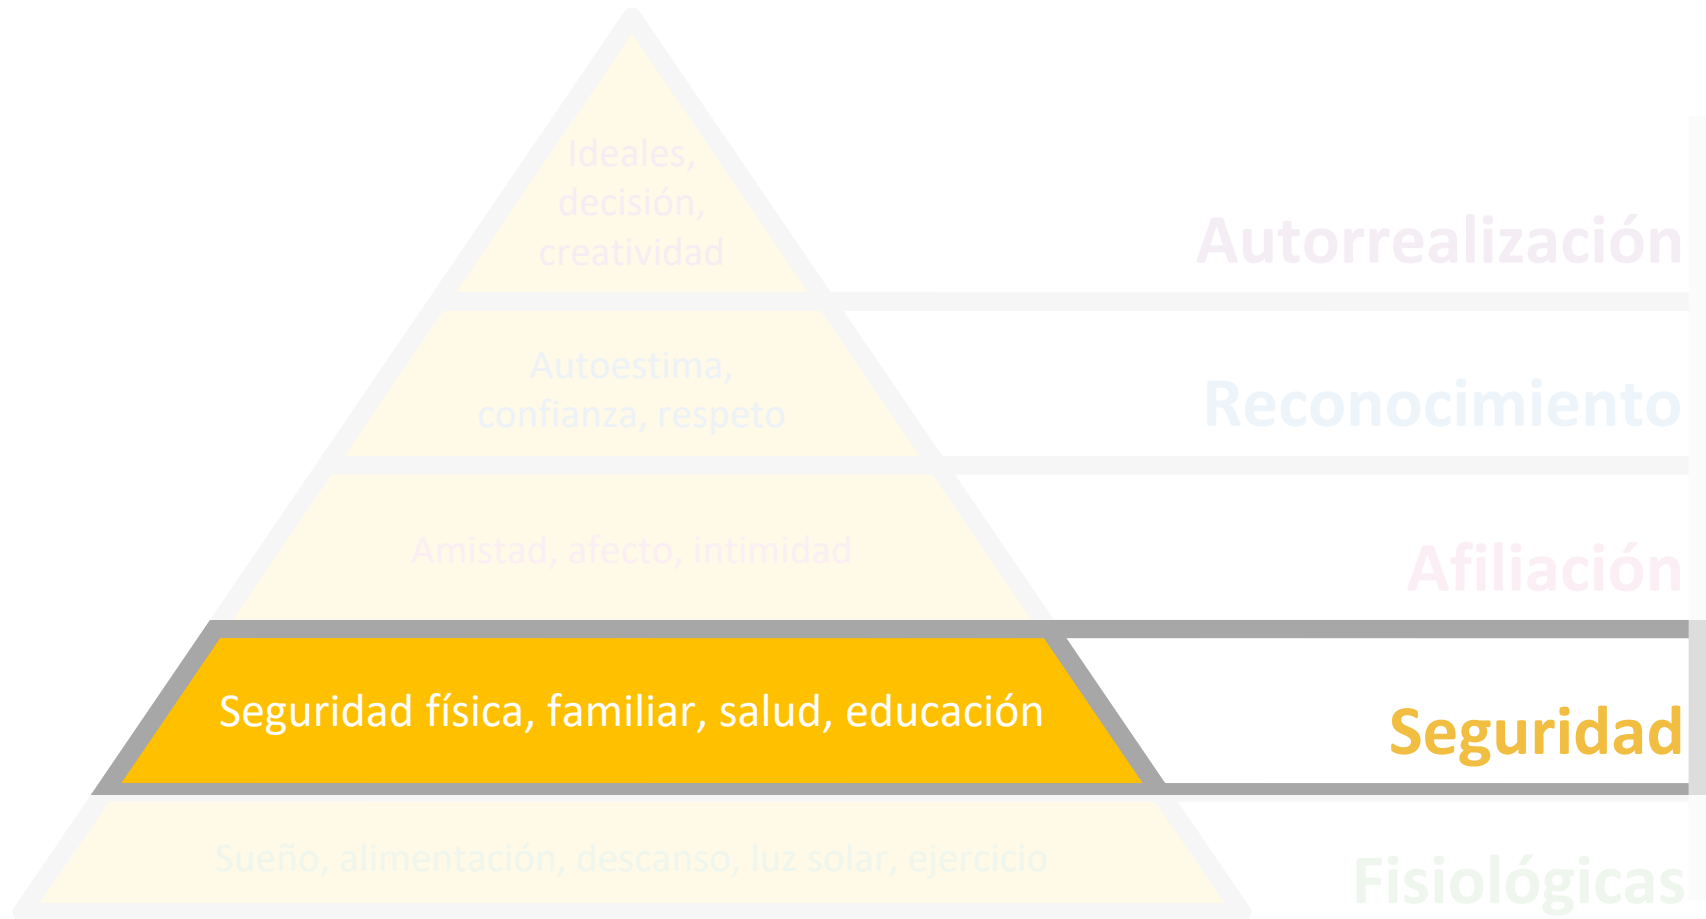 Ideales,
decisión,
creatividad
Autorrealización
Autoestima,
confianza, respeto
Reconocimiento
Amistad, afecto, intimidad
Afiliación
Seguridad física, familiar, salud, educación
Seguridad
Sueño, alimentación, descanso, luz solar, ejercicio
Fisiológicas